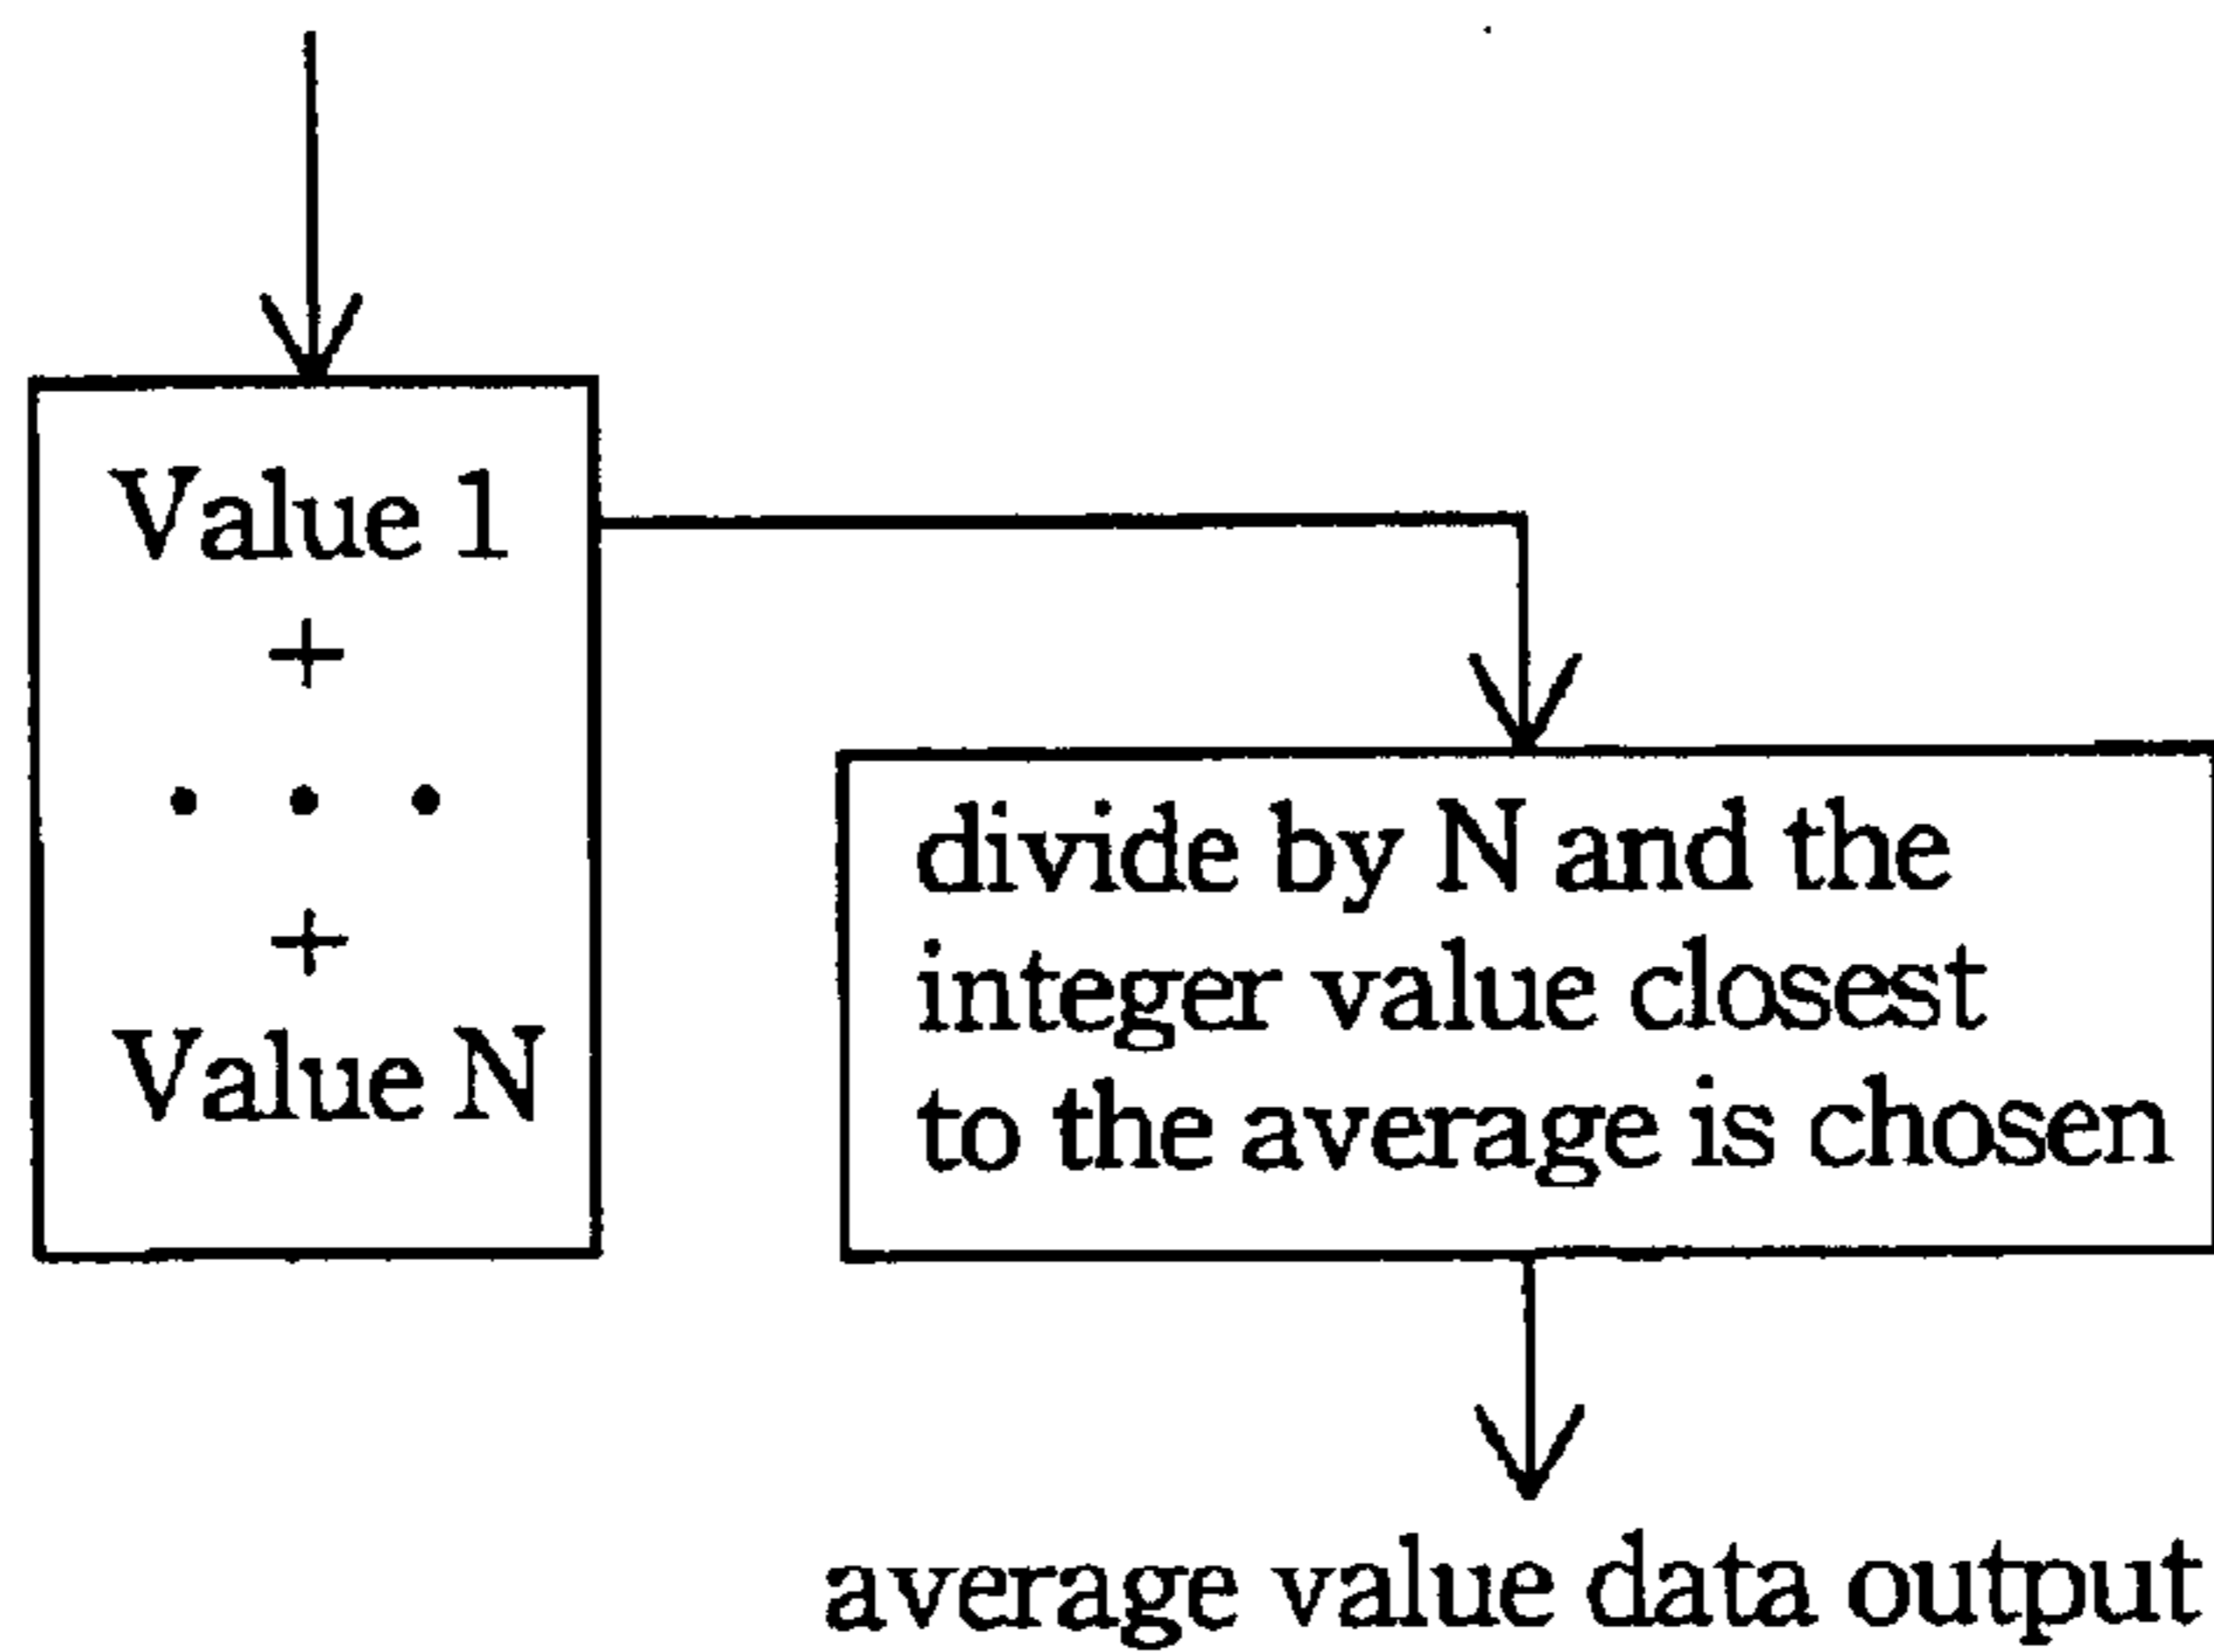 Value 1
+
• • •
+
Value N
divide by N and the
integer value closest
to the average is chosen
average value data output